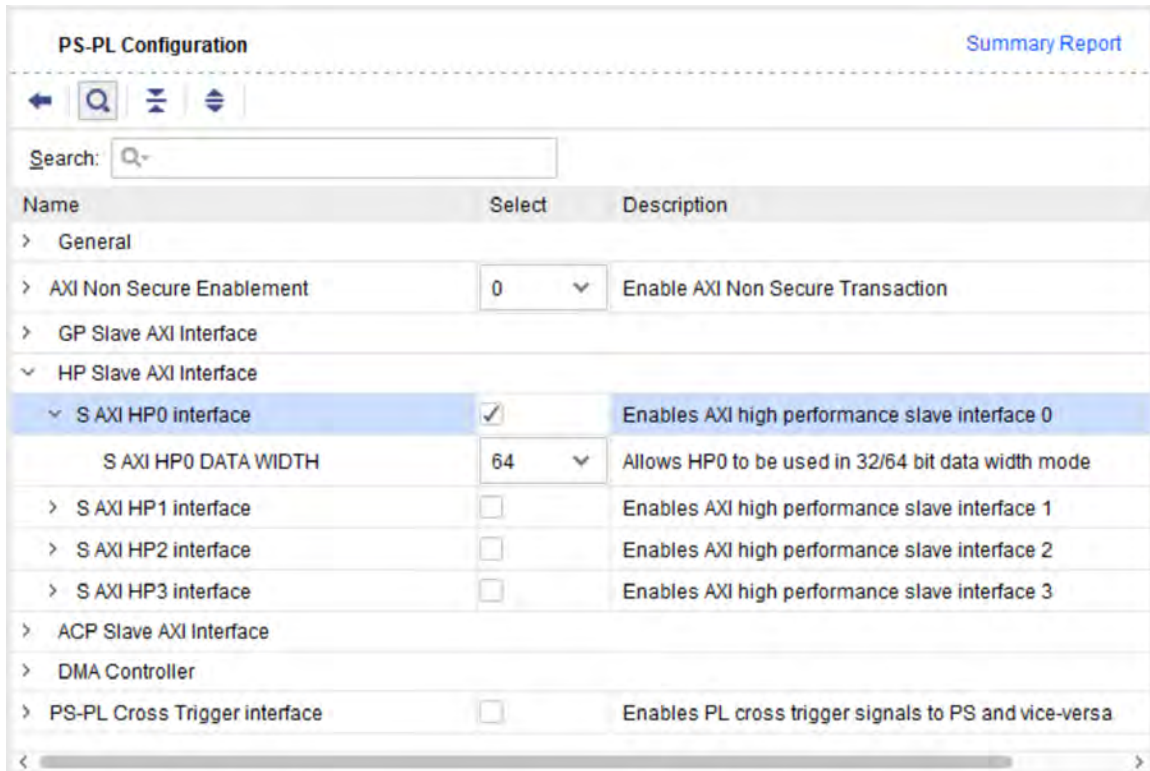 PS-PL Configuration Summary Report
Search:
Name Select Description
General
AXI Non Secure Enablement 0 Enable AXI Non Secure Transaction
GP Slave AXI Interface
HP Slave AXI Interface
S AXI HP0 interface Enables AXI high performance slave interface 0
S AXI HP0 DATA WIDTH 64 Allows HP0 to be used in 32/64 bit data width mode
S AXI HP1 interface Enables AXI high performance slave interface 1
S AXI HP2 interface Enables AXI high performance slave interface 2
S AXI HP3 interface Enables AXI high performance slave interface 3
ACP Slave AXI Interface
DMA Controller
PS-PL Cross Trigger interface Enables PL cross trigger signals to PS and vice-versa